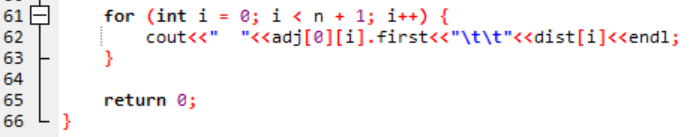 61 for (int i = 0; i < n + 1; i++) {
62 cout<<"  "<<adj[0][i].first<<"\t\t"<<dist[i]<<endl;
63 }
64
65 return 0;
66 }